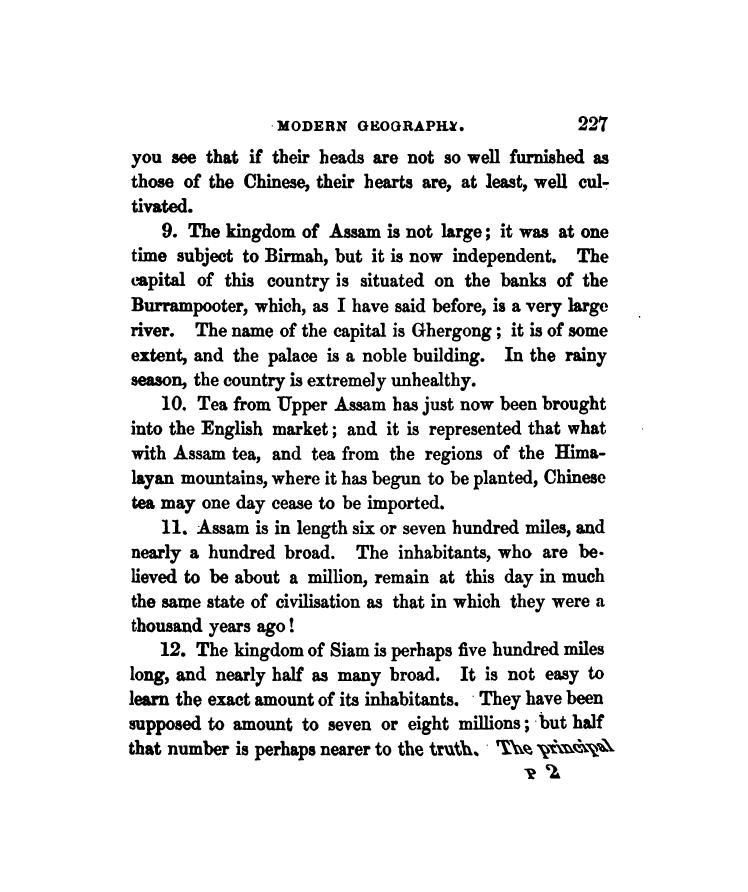 MODERN GEOGRAPHY. 227
you see that if their heads are not so well furnished as
those of the Chinese, their hearts are, at least, well cul-
tivated.
9. The kingdom of Assam is not large; it was at one
time subject to Birmah, but it is now independent. The
capital of this country is situated on the banks of the
Burrampooter, which, as I have said before, is a very large
river. The name of the capital is Ghergong; it is of some
extent, and the palace is a noble building. In the rainy
season, the country is extremely unhealthy.
10. Tea from Upper Assam has just now been brought
into the English market; and it is represented that what
with Assam tea, and tea from the regions of the Hima-
layan mountains, where it has begun to be planted, Chinese
tea may one day cease to be imported.
11. Assam is in length six or seven hundred miles, and
nearly a hundred broad. The inhabitants, who are be-
lieved to be about a million, remain at this day in much
the same state of civilisation as that in which they were a
thousand years ago!
12. The kingdom of Siam is perhaps five hundred miles
long, and nearly half as many broad. It is not easy to
learn the exact amount of its inhabitants. They have been
supposed to amount to seven or eight millions; but half
that number is perhaps nearer to the truth. The principal
P 2